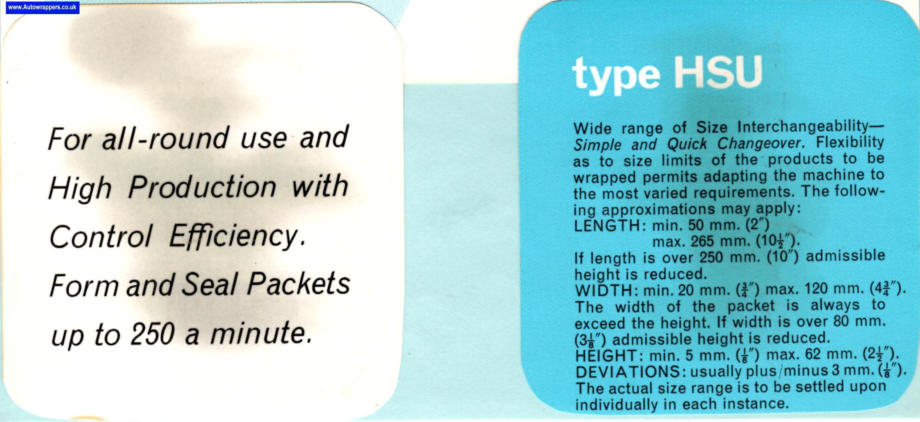 www.Autowrappers.co.uk
For all-round use and
High Production with
Control Efficiency.
Form and Seal Packets
up to 250 a minute.
type HSU
Wide range of Size Interchangeability—
Simple and Quick Changeover. Flexibility
as to size limits of the products to be
wrapped permits adapting the machine to
the most varied requirements. The follow-
ing approximations may apply:
LENGTH: min. 50 mm. (2″)
max. 265 mm. (10½″).
If length is over 250 mm. (10″) admissible
height is reduced.
WIDTH: min. 20 mm. (¾″) max. 120 mm. (4¾″).
The width of the packet is always to
exceed the height. If width is over 80 mm.
(3⅛″) admissible height is reduced.
HEIGHT: min. 5 mm. (⅛″) max. 62 mm. (2½″).
DEVIATIONS: usually plus/minus 3 mm. (⅛″).
The actual size range is to be settled upon
individually in each instance.